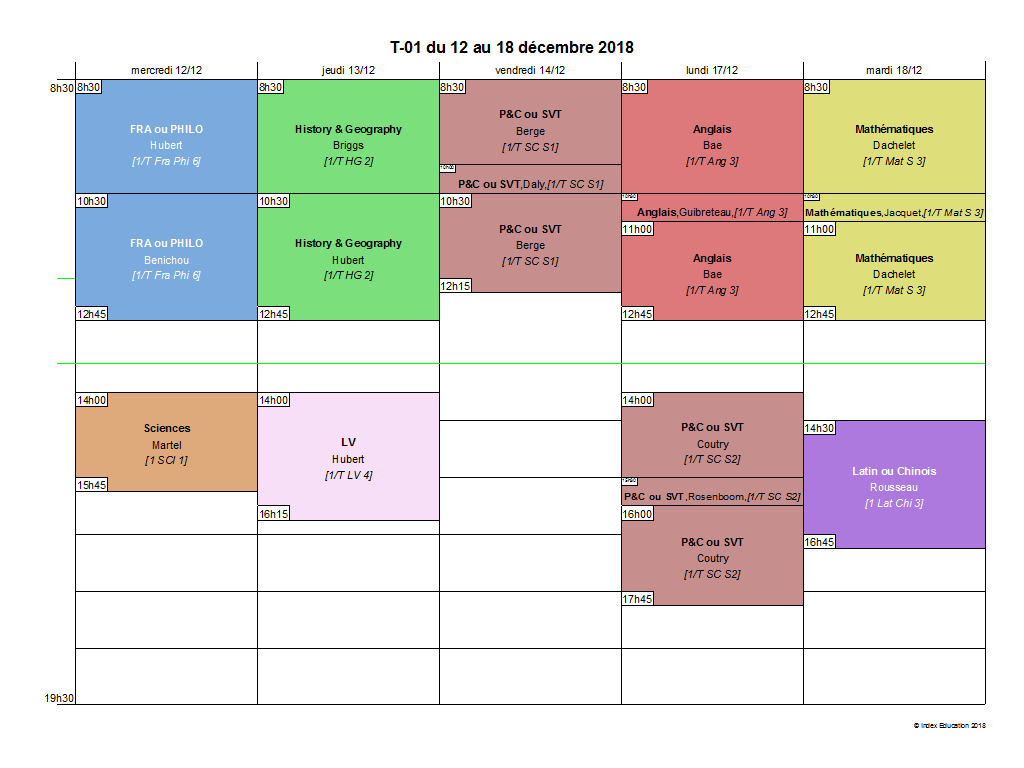 T-01 du 12 au 18 décembre 2018
mercredi 12/12
jeudi 13/12
vendredi 14/12
lundi 17/12
mardi 18/12
8h30
8h30
FRA ou PHILO
Hubert
[1/T Fra Phi 6]
10h30
FRA ou PHILO
Benichou
[1/T Fra Phi 6]
12h45
14h00
Sciences
Martel
[1 SCI 1]
15h45
8h30
History & Geography
Briggs
[1/T HG 2]
10h30
History & Geography
Hubert
[1/T HG 2]
12h45
14h00
LV
Hubert
[1/T LV 4]
16h15
8h30
P&C ou SVT
Berge
[1/T SC S1]
P&C ou SVT,Daly,[1/T SC S1]
10h30
P&C ou SVT
Berge
[1/T SC S1]
12h15
8h30
Anglais
Bae
[1/T Ang 3]
Anglais,Guibreteau,[1/T Ang 3]
11h00
Anglais
Bae
[1/T Ang 3]
12h45
14h00
P&C ou SVT
Coutry
[1/T SC S2]
P&C ou SVT ,Rosenboom,[1/T SC S2]
16h00
P&C ou SVT
Coutry
[1/T SC S2]
17h45
8h30
Mathématiques
Dachelet
[1/T Mat S 3]
Mathématiques,Jacquet,[1/T Mat S 3]
11h00
Mathématiques
Dachelet
[1/T Mat S 3]
12h45
14h30
Latin ou Chinois
Rousseau
[1 Lat Chi 3]
16h45
19h30
© Index Education 2018